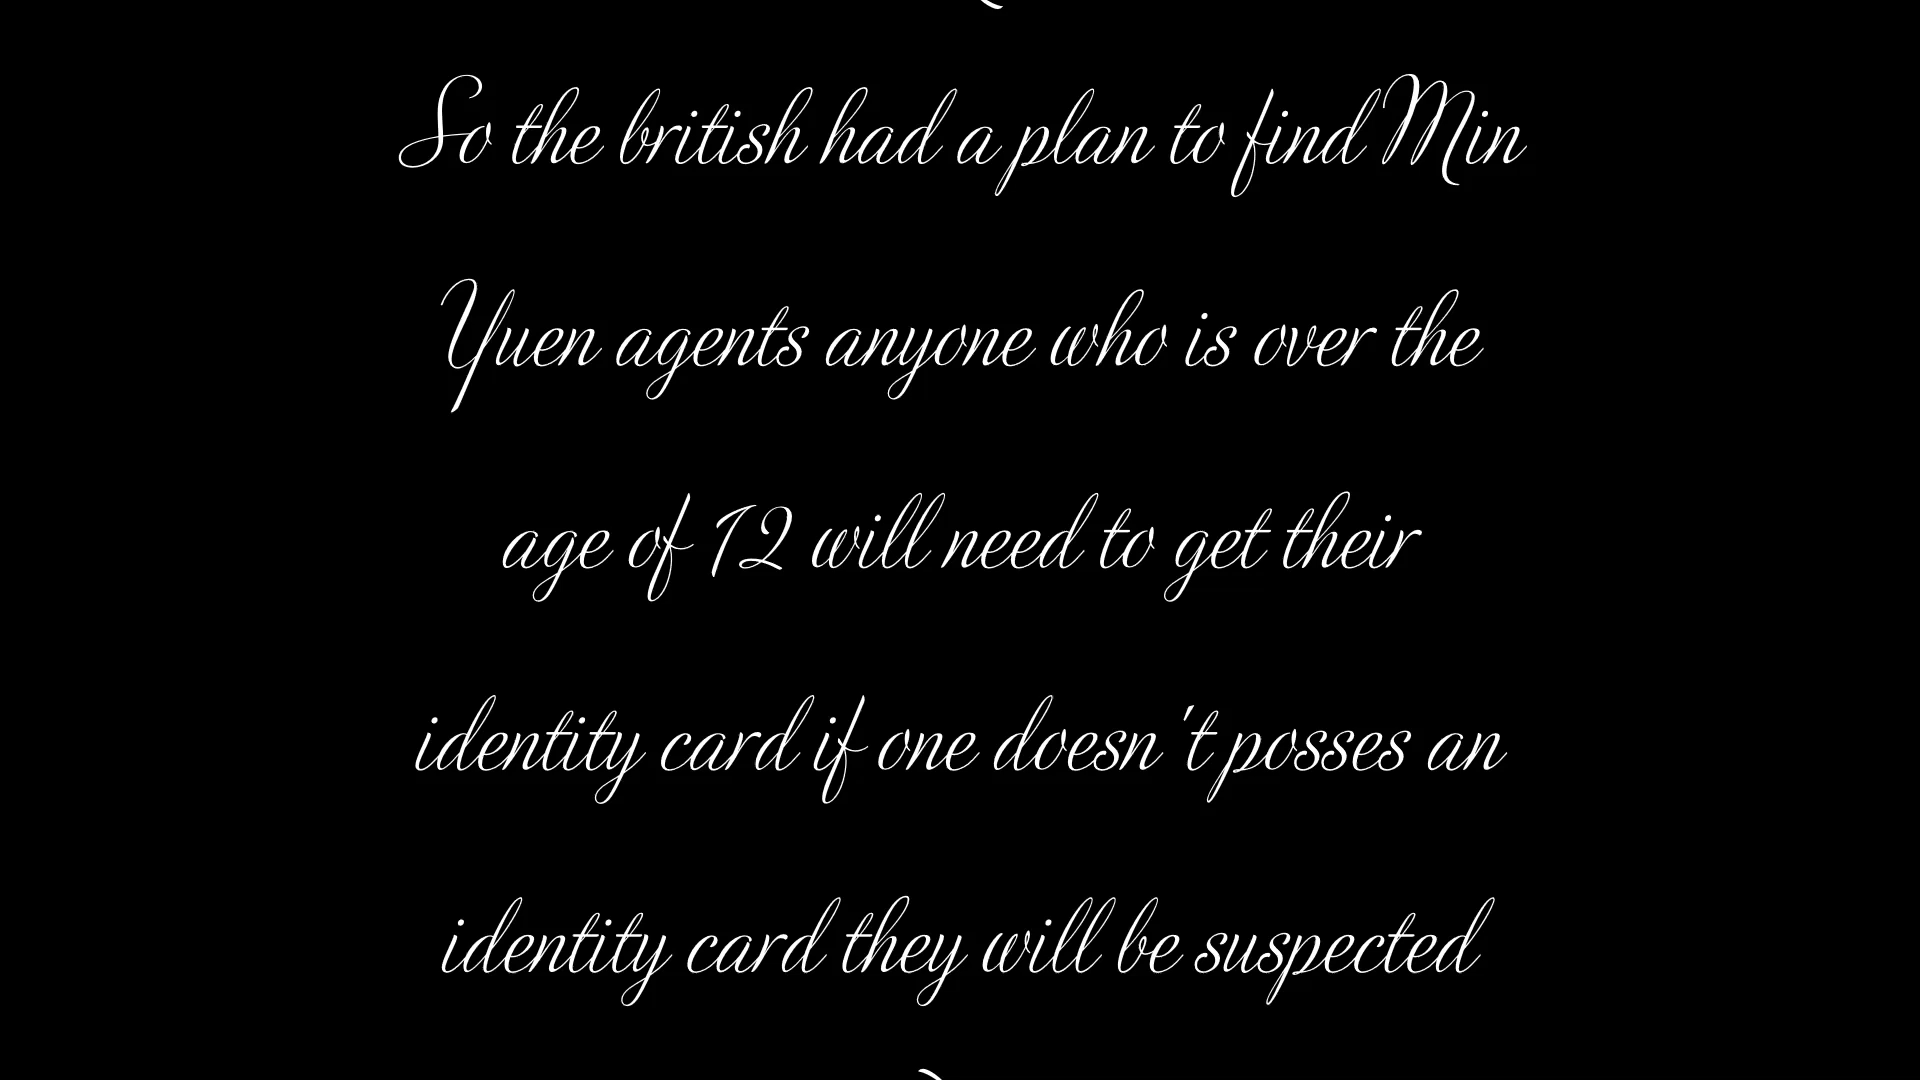 So the british had a plan to find Min
Yuen agents anyone who is over the
age of 12 will need to get their
identity card if one doesn't posses an
identity card they will be suspected